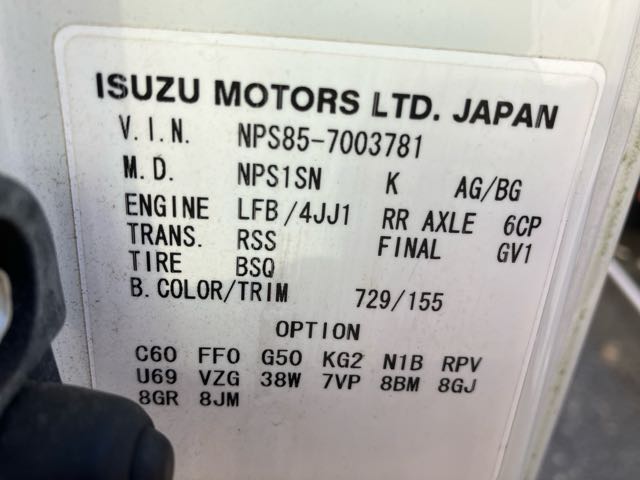 ISUZU MOTORS LTD. JAPAN
V.I.N. NPS85-7003781
M.D. NPS1SN K AG/BG
ENGINE LFB/4JJ1 RR AXLE 6CP
TRANS. RSS FINAL GV1
TIRE BSQ
B.COLOR/TRIM 729/155
OPTION
C60 FF0 G50 KG2 N1B RPV
U69 VZG 38W 7VP 8BM 8GJ
8GR 8JM